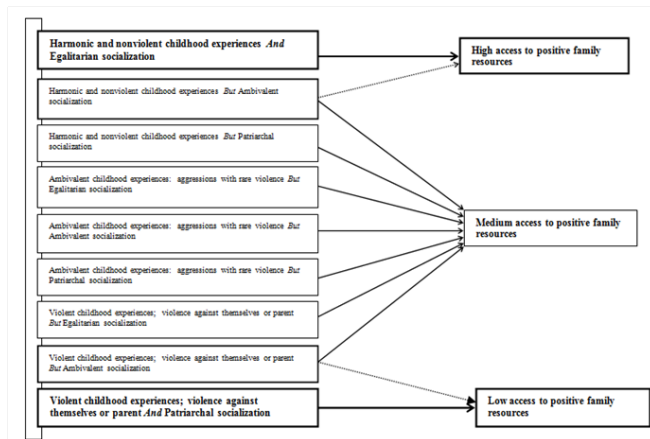 Harmonic and nonviolent childhood experiences And
Egalitarian socialization
High access to positive family
resources
Harmonic and nonviolent childhood experiences But Ambivalent
socialization
Harmonic and nonviolent childhood experiences But Patriarchal
socialization
Ambivalent childhood experiences: aggressions with rare violence But
Egalitarian socialization
Ambivalent childhood experiences: aggressions with rare violence But
Ambivalent socialization
Medium access to positive family
resources
Ambivalent childhood experiences: aggressions with rare violence But
Patriarchal socialization
Violent childhood experiences; violence against themselves or parent
But Egalitarian socialization
Violent childhood experiences; violence against themselves or parent
But Ambivalent socialization
Violent childhood experiences; violence against
themselves or parent And Patriarchal socialization
Low access to positive family
resources